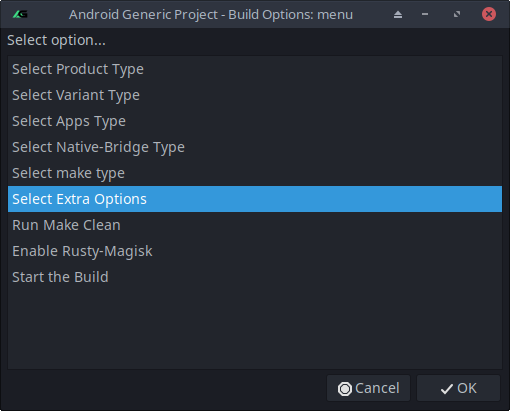 Android Generic Project - Build Options: menu
Select option...
Select Product Type
Select Variant Type
Select Apps Type
Select Native-Bridge Type
Select make type
Select Extra Options
Run Make Clean
Enable Rusty-Magisk
Start the Build
Cancel OK